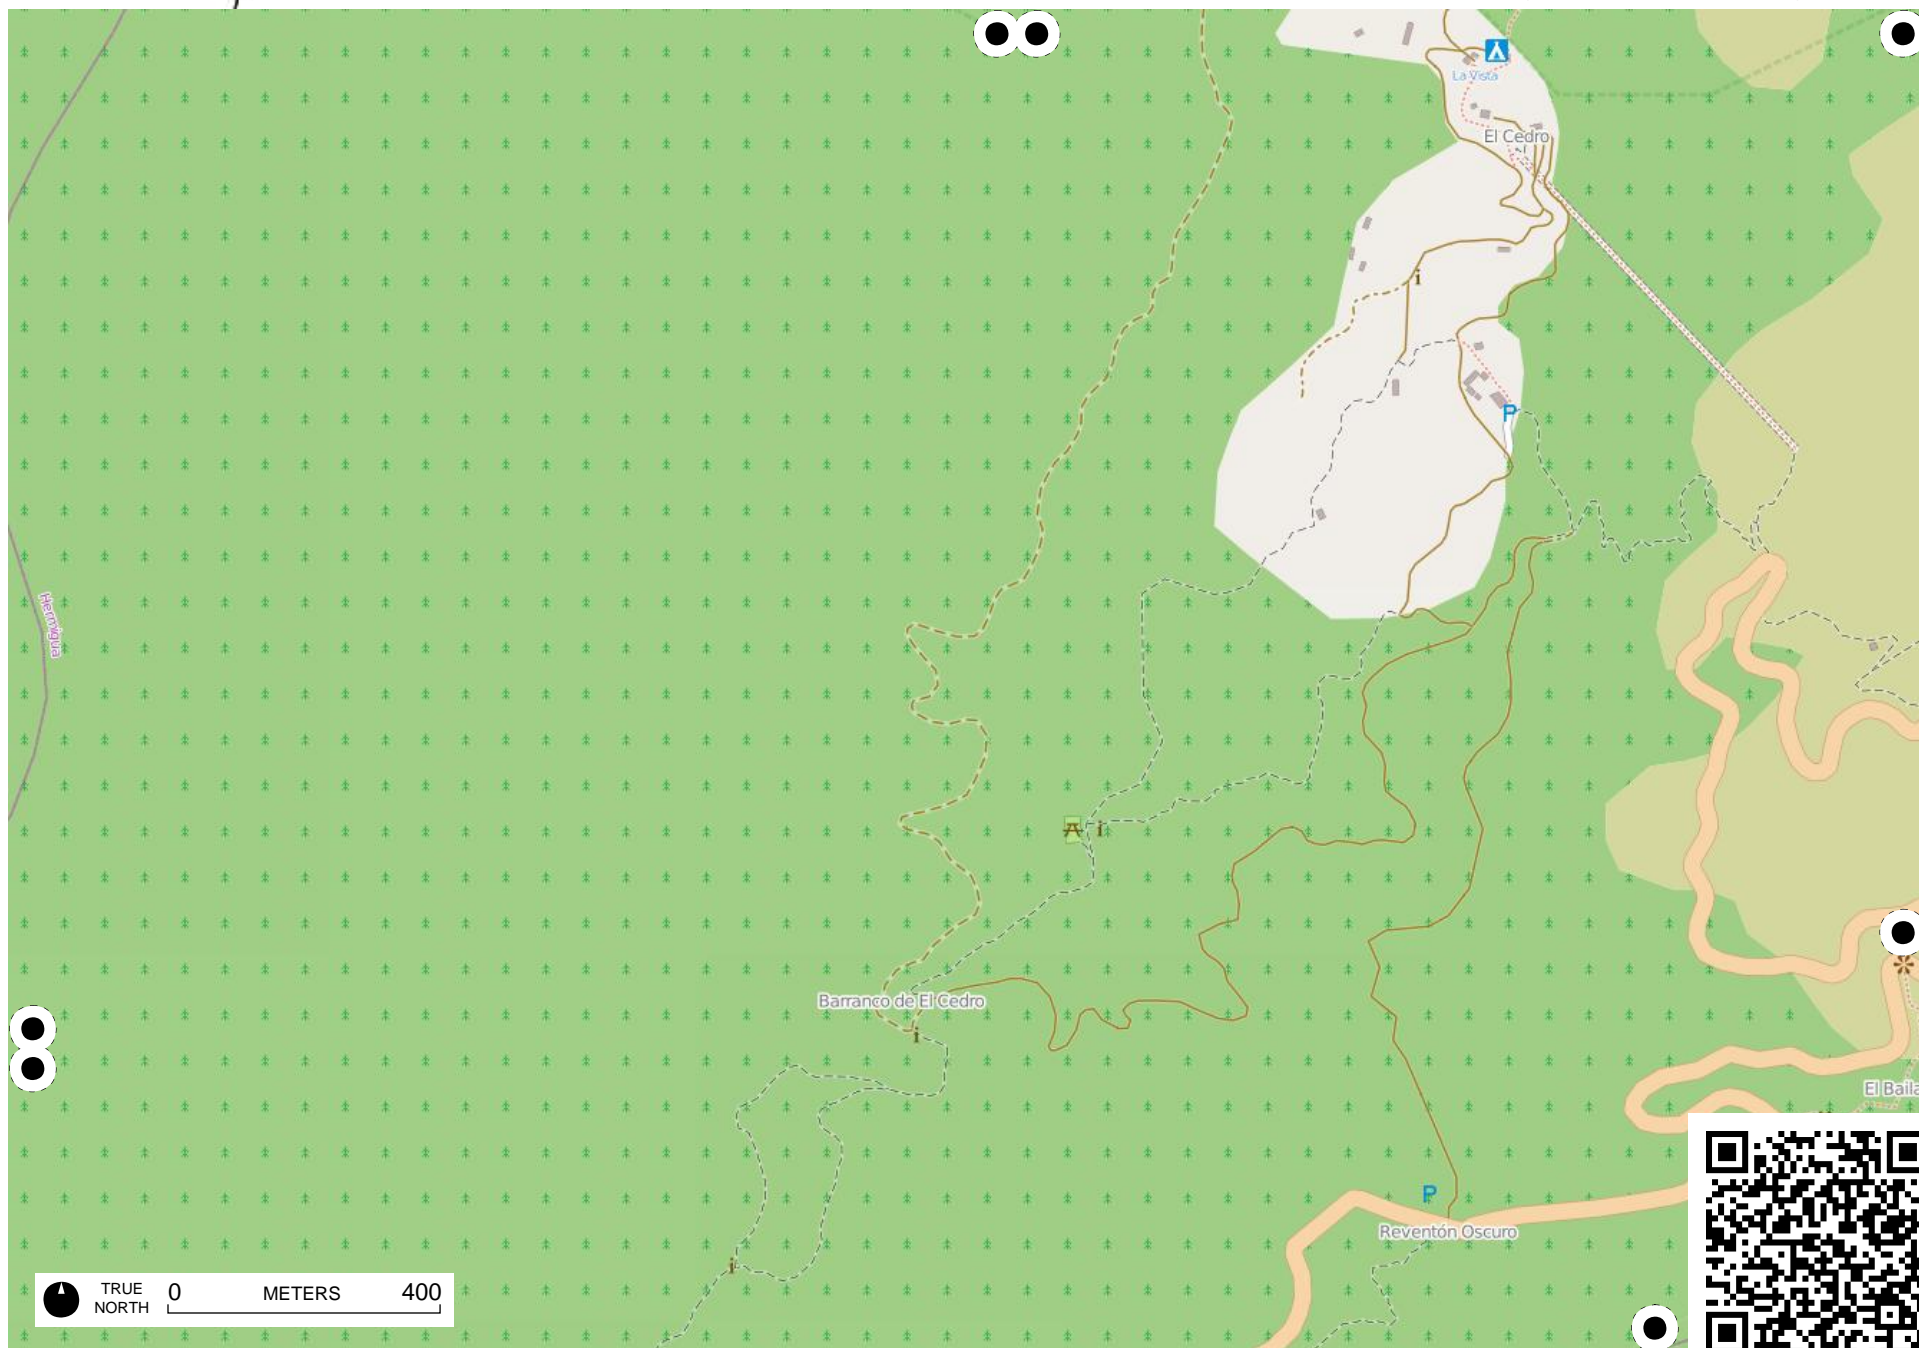 La Vista
El Cedro
i
P
Hermigua
i
Barranco de El Cedro
i
El Baila
P
Reventón Oscuro
i
TRUE NORTH
0 METERS 400